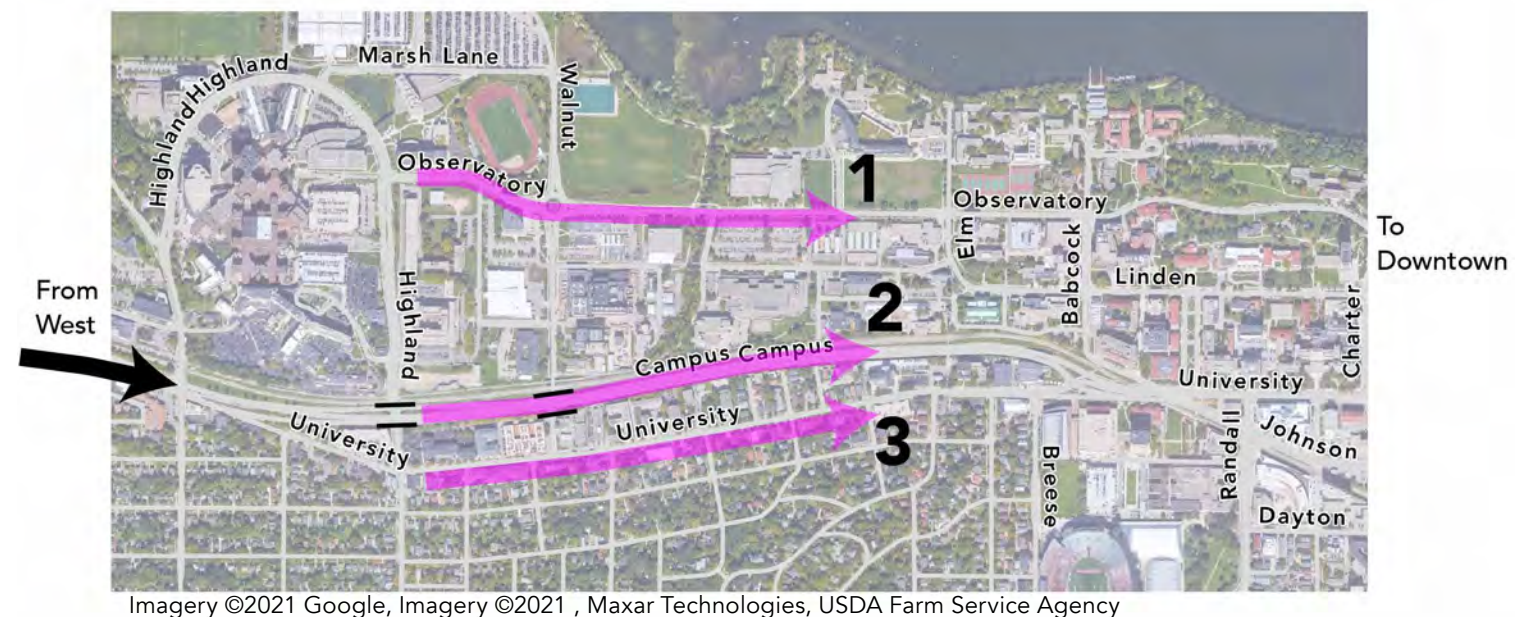 Marsh Lane
Highland
Highland
Walnut
Observatory
1
Observatory
Elm
Babcock
To
Downtown
Linden
Highland
From
West
2
Charter
Campus Campus
University
University
University
3
Randall
Johnson
Breese
Dayton
Imagery ©2021 Google, Imagery ©2021 , Maxar Technologies, USDA Farm Service Agency